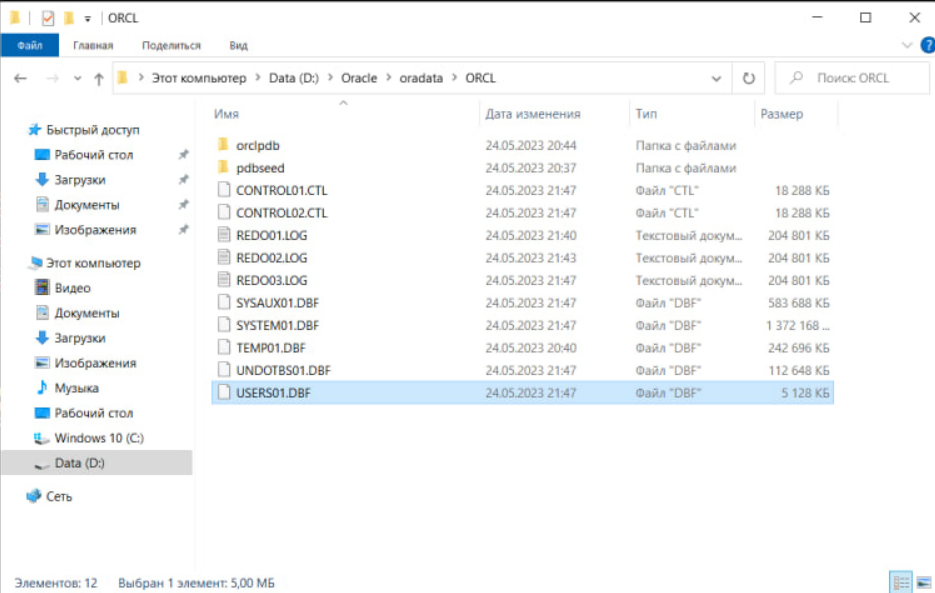 ORCL
Файл Главная Поделиться Вид
Этот компьютер > Data (D:) > Oracle > oradata > ORCL
Поиск: ORCL
Имя Дата изменения Тип Размер
Быстрый доступ
Рабочий стол
Загрузки
Документы
Изображения
Этот компьютер
Видео
Документы
Загрузки
Изображения
Музыка
Рабочий стол
Windows 10 (C:)
Data (D:)
Сеть
orclpdb 24.05.2023 20:44 Папка с файлами
pdbseed 24.05.2023 20:37 Папка с файлами
CONTROL01.CTL 24.05.2023 21:47 Файл "CTL" 18 288 КБ
CONTROL02.CTL 24.05.2023 21:47 Файл "CTL" 18 288 КБ
REDO01.LOG 24.05.2023 21:40 Текстовый докум... 204 801 КБ
REDO02.LOG 24.05.2023 21:43 Текстовый докум... 204 801 КБ
REDO03.LOG 24.05.2023 21:47 Текстовый докум... 204 801 КБ
SYSAUX01.DBF 24.05.2023 21:47 Файл "DBF" 583 688 КБ
SYSTEM01.DBF 24.05.2023 21:47 Файл "DBF" 1 372 168 ...
TEMP01.DBF 24.05.2023 20:40 Файл "DBF" 242 696 КБ
UNDOTBS01.DBF 24.05.2023 21:47 Файл "DBF" 112 648 КБ
USERS01.DBF 24.05.2023 21:47 Файл "DBF" 5 128 КБ
Элементов: 12 Выбран 1 элемент: 5,00 МБ